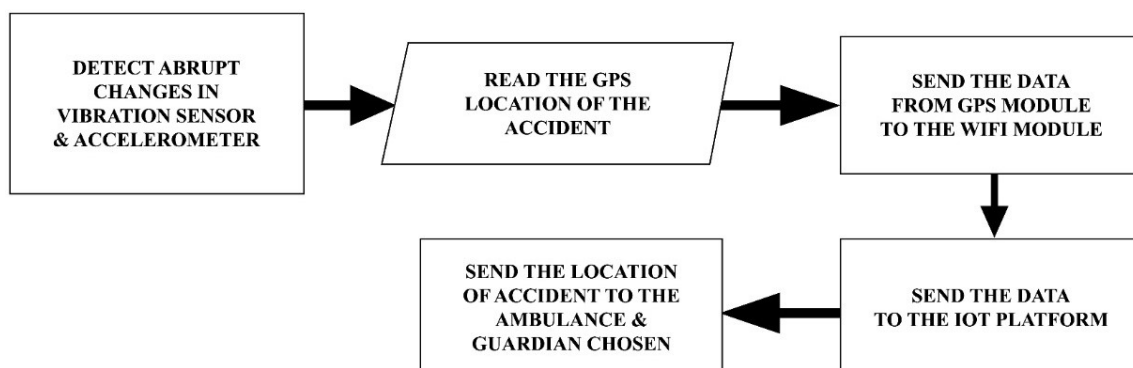 DETECT ABRUPT
CHANGES IN
VIBRATION SENSOR
& ACCELEROMETER
READ THE GPS
LOCATION OF THE
ACCIDENT
SEND THE DATA
FROM GPS MODULE
TO THE WIFI MODULE
SEND THE DATA
TO THE IOT PLATFORM
SEND THE LOCATION
OF ACCIDENT TO THE
AMBULANCE &
GUARDIAN CHOSEN